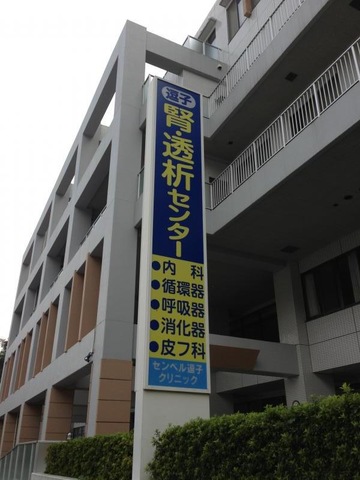 逗子
腎・透析センター
●内科
●循環器
●呼吸器
●消化器
●皮フ科
センペル逗子
クリニック